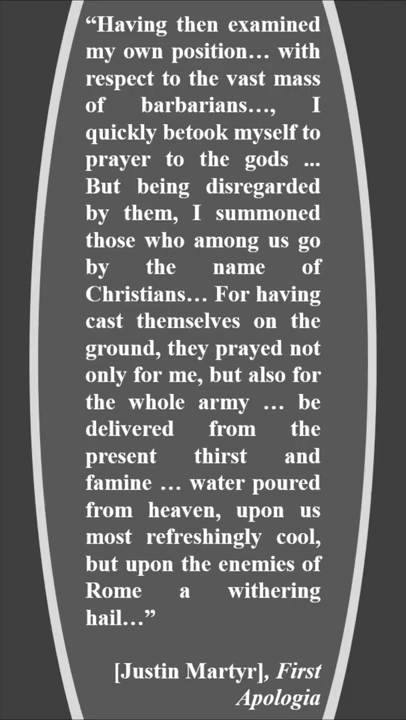 “Having then examined
my own position… with
respect to the vast mass
of barbarians…, I
quickly betook myself to
prayer to the gods ...
But being disregarded
by them, I summoned
those who among us go
by the name of
Christians… For having
cast themselves on the
ground, they prayed not
only for me, but also for
the whole army … be
delivered from the
present thirst and
famine … water poured
from heaven, upon us
most refreshingly cool,
but upon the enemies of
Rome a withering
hail…”
[Justin Martyr], First
Apologia